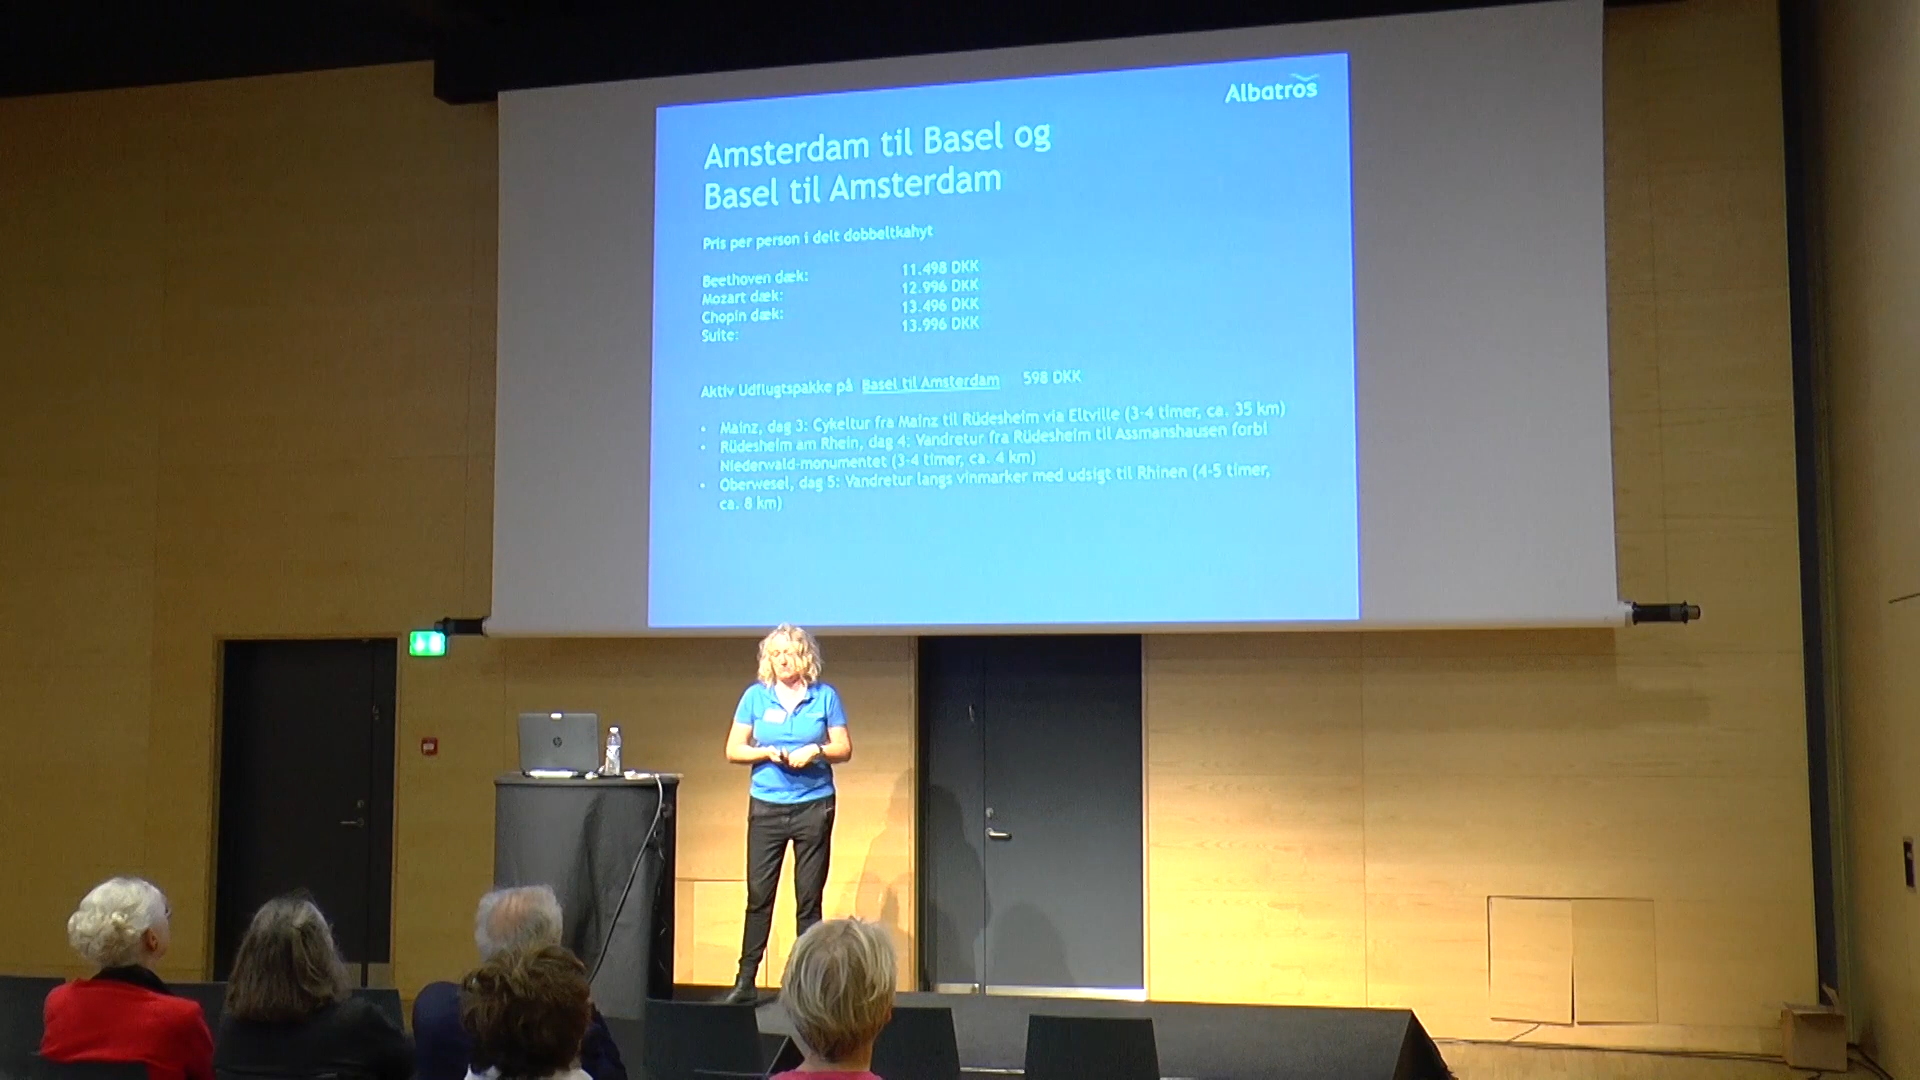 Albatros
Amsterdam til Basel og
Basel til Amsterdam
Pris per person i delt dobbeltkahyt
Beethoven dæk: 11.498 DKK
Mozart dæk: 12.996 DKK
Chopin dæk: 13.496 DKK
Suite: 13.996 DKK
Aktiv Udflugtspakke på Basel til Amsterdam 598 DKK
• Mainz, dag 3: Cykeltur fra Mainz til Rüdesheim via Eltville (3-4 timer, ca. 35 km)
• Rüdesheim am Rhein, dag 4: Vandretur fra Rüdesheim til Assmanshausen forbi
Niederwald-monumentet (3-4 timer, ca. 4 km)
• Oberwesel, dag 5: Vandretur langs vinmarker med udsigt til Rhinen (4-5 timer,
ca. 8 km)